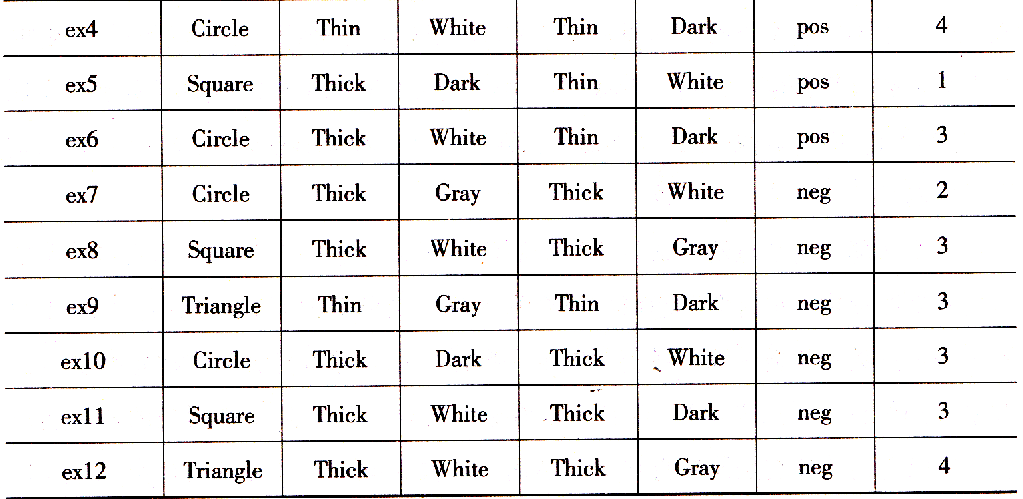 ex4 Circle Thin White Thin Dark pos 4
ex5 Square Thick Dark Thin White pos 1
ex6 Circle Thick White Thin Dark pos 3
ex7 Circle Thick Gray Thick White neg 2
ex8 Square Thick White Thick Gray neg 3
ex9 Triangle Thin Gray Thin Dark neg 3
ex10 Circle Thick Dark Thick White neg 3
ex11 Square Thick White Thick Dark neg 3
ex12 Triangle Thick White Thick Gray neg 4